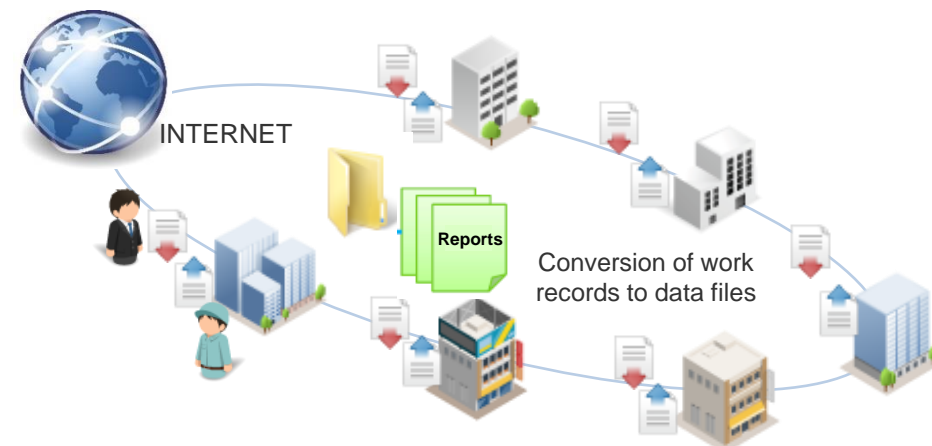 INTERNET
Reports
Conversion of work
records to data files